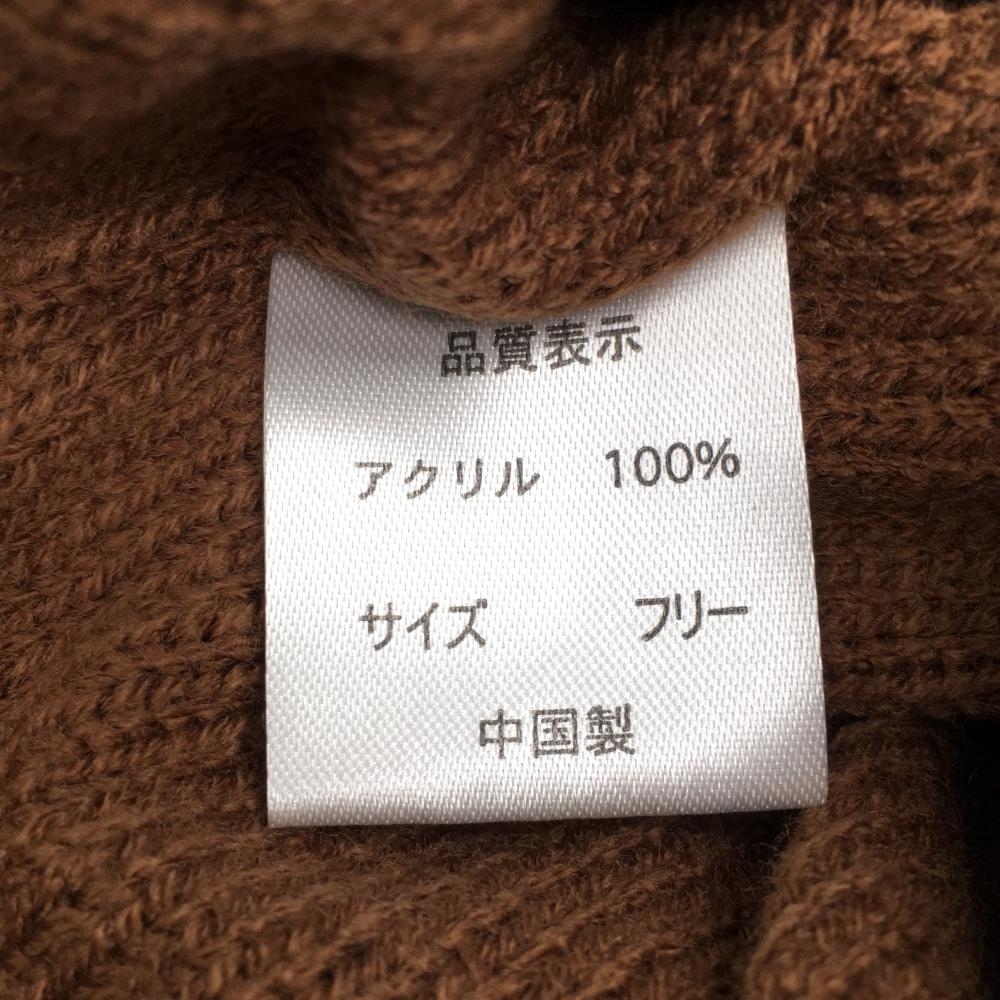 品質表示
アクリル 100%
サイズ フリー
中国製